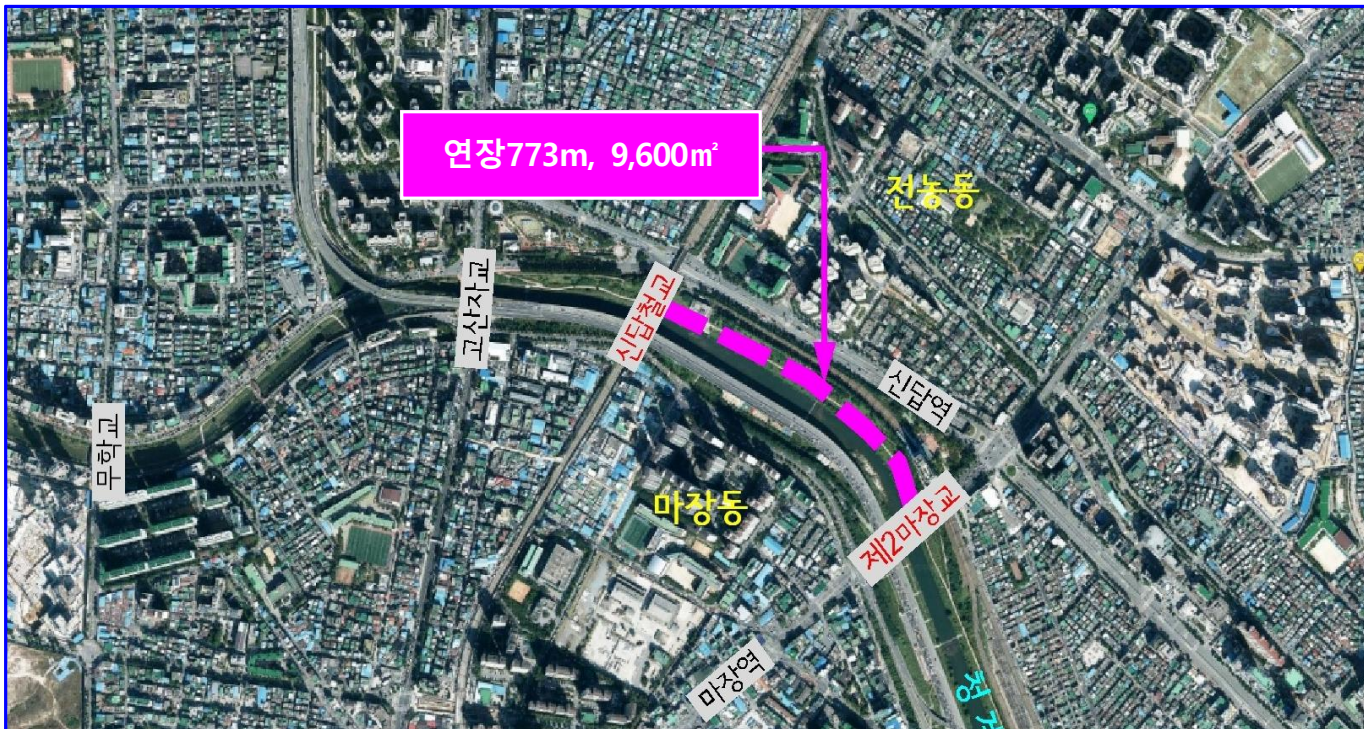 연장773m, 9,600㎡
전농동
고산자교
신답철교
신답역
무학교
마장동
제2마장교
마장역
청계